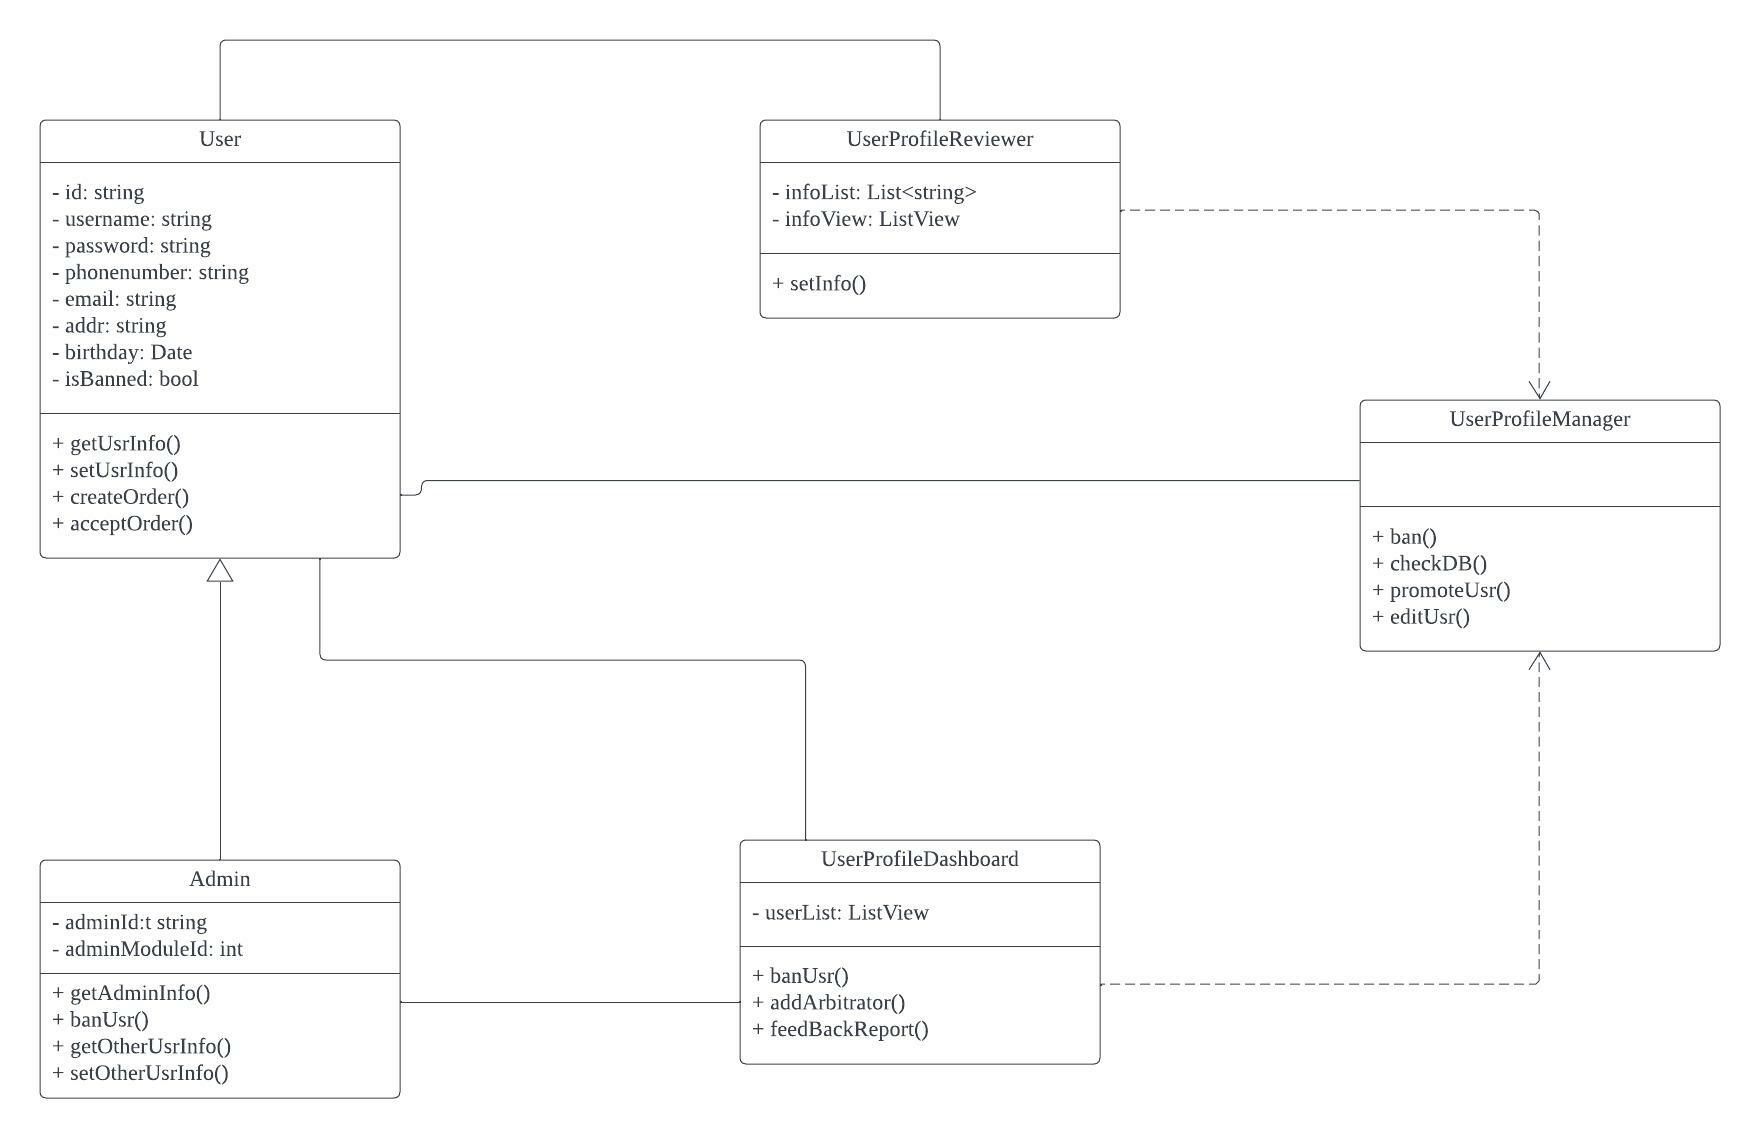 User
- id: string
- username: string
- password: string
- phonenumber: string
- email: string
- addr: string
- birthday: Date
- isBanned: bool
+ getUsrInfo()
+ setUsrInfo()
+ createOrder()
+ acceptOrder()
UserProfileReviewer
- infoList: List<string>
- infoView: ListView
+ setInfo()
UserProfileManager
+ ban()
+ checkDB()
+ promoteUsr()
+ editUsr()
Admin
- adminId:t string
- adminModuleId: int
+ getAdminInfo()
+ banUsr()
+ getOtherUsrInfo()
+ setOtherUsrInfo()
UserProfileDashboard
- userList: ListView
+ banUsr()
+ addArbitrator()
+ feedBackReport()